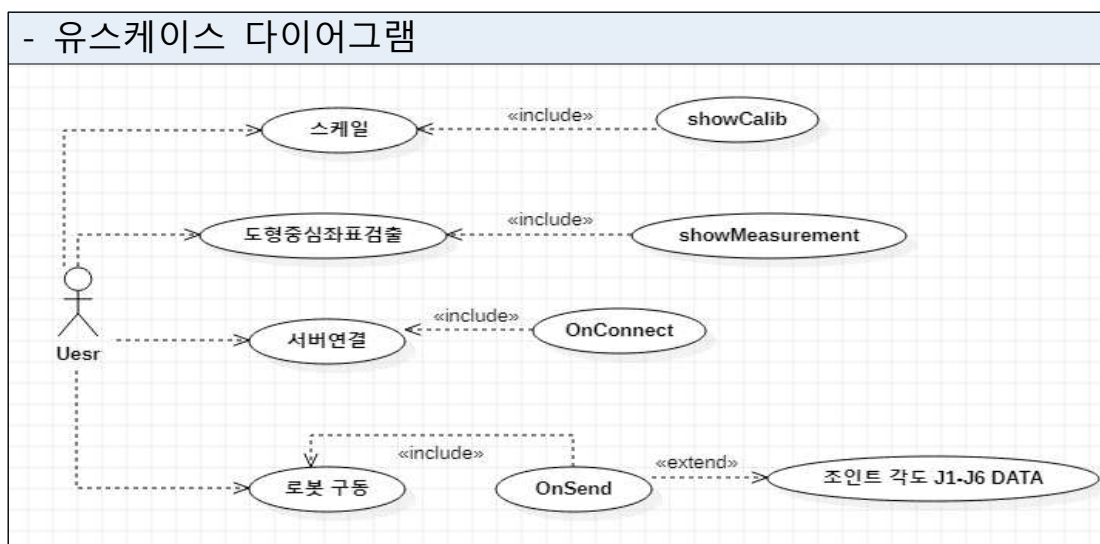 - 유스케이스 다이어그램
스케일
«include»
showCalib
도형중심좌표검출
«include»
showMeasurement
Uesr
서버연결
«include»
OnConnect
로봇 구동
«include»
OnSend
«extend»
조인트 각도 J1-J6 DATA